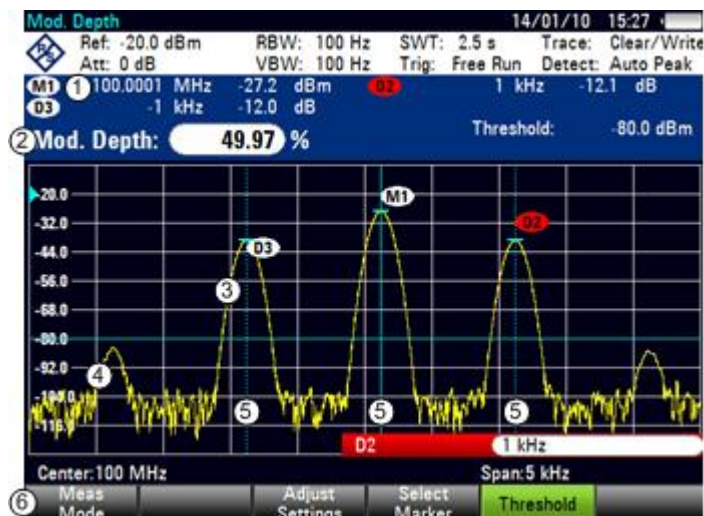 Mod. Depth 14/01/10 15:27
Ref: -20.0 dBm RBW: 100 Hz SWT: 2.5 s Trace: Clear/Write
Att: 0 dB VBW: 100 Hz Trig: Free Run Detect: Auto Peak
M1 1 100.0001 MHz -27.2 dBm D2 1 kHz -12.1 dB
D3 -1 kHz -12.0 dB
Threshold: -80.0 dBm
2 Mod. Depth: 49.97 %
-20.0
M1
-32.0
D2
-44.0
D3
-56.0
3
-68.0
-80.0
-92.0
4
5 5 5
-116.0
D2 1 kHz
Center:100 MHz Span:5 kHz
6 Meas Mode
Adjust Settings
Select Marker
Threshold